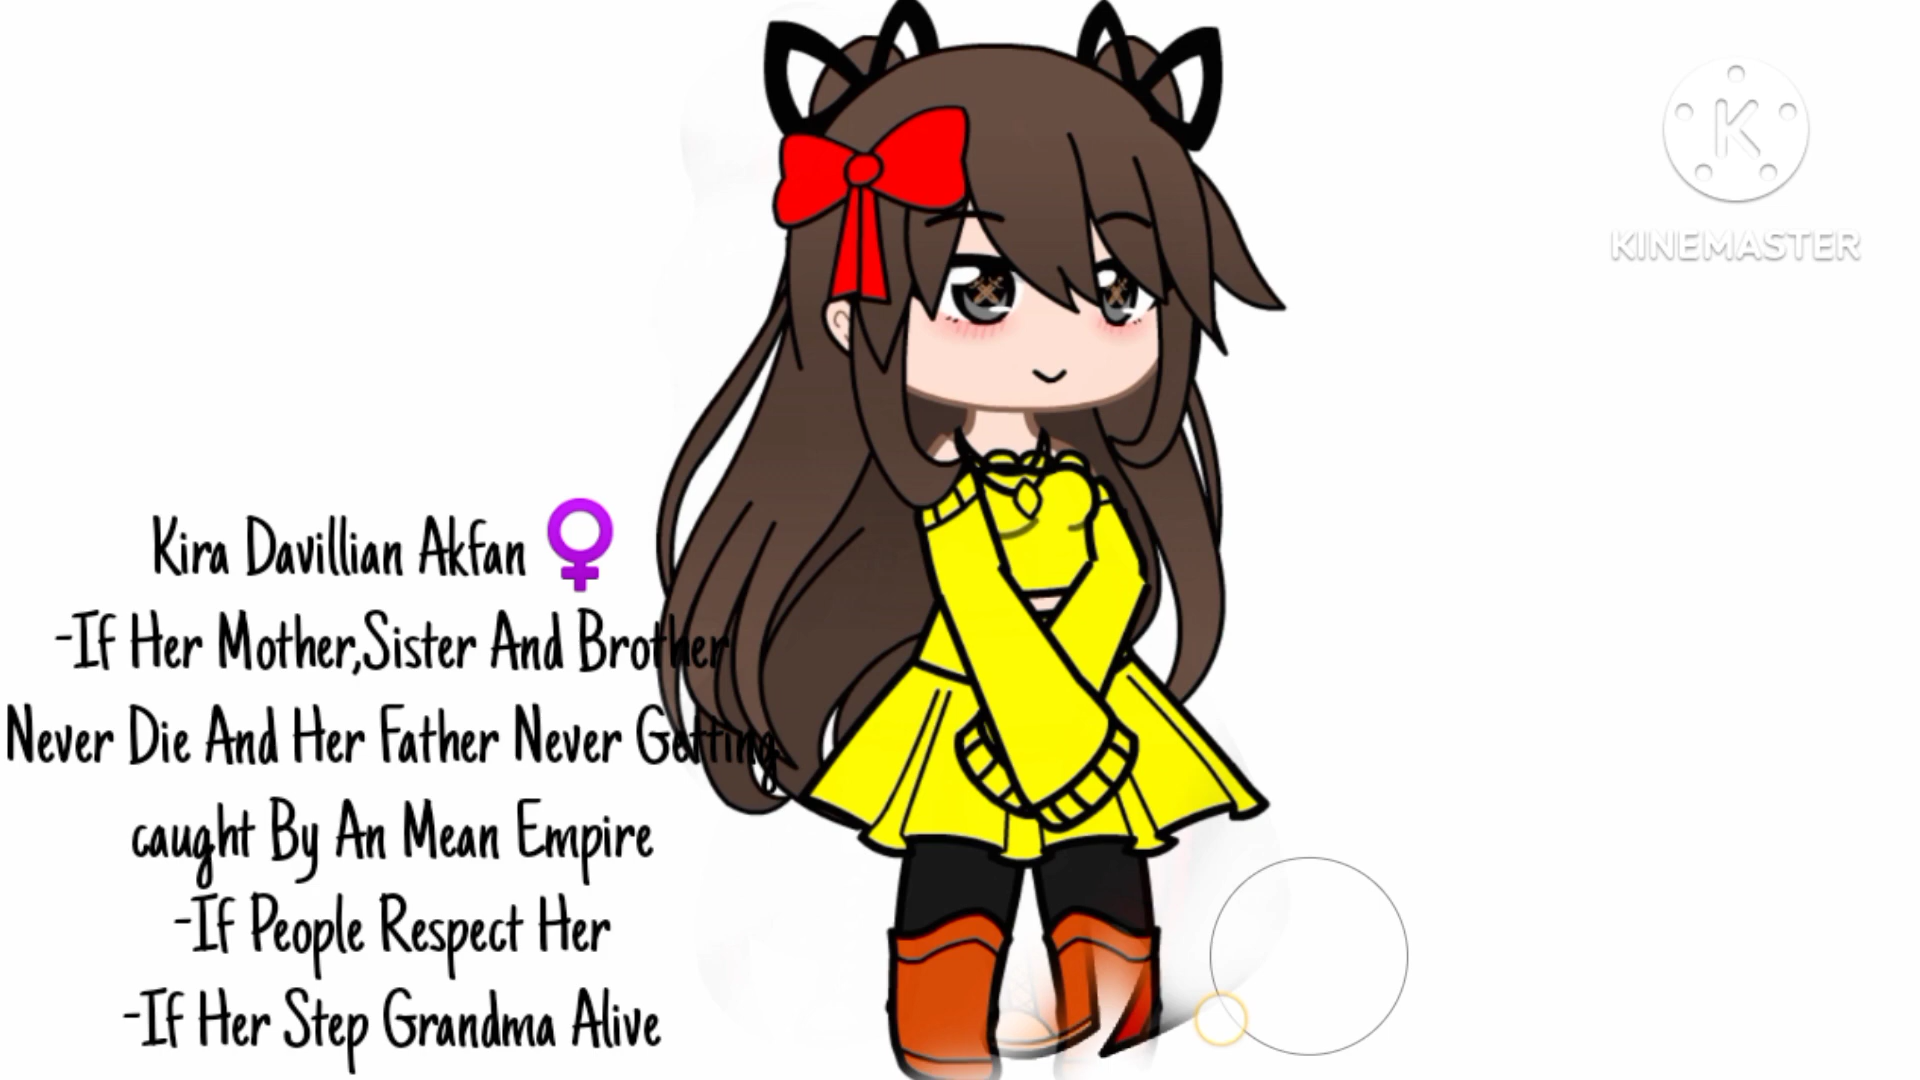 Kira Davillian Akfan ♀
-If Her Mother,Sister And Brother
Never Die And Her Father Never Getting
caught By An Mean Empire
-If People Respect Her
-If Her Step Grandma Alive
K
KINEMASTER